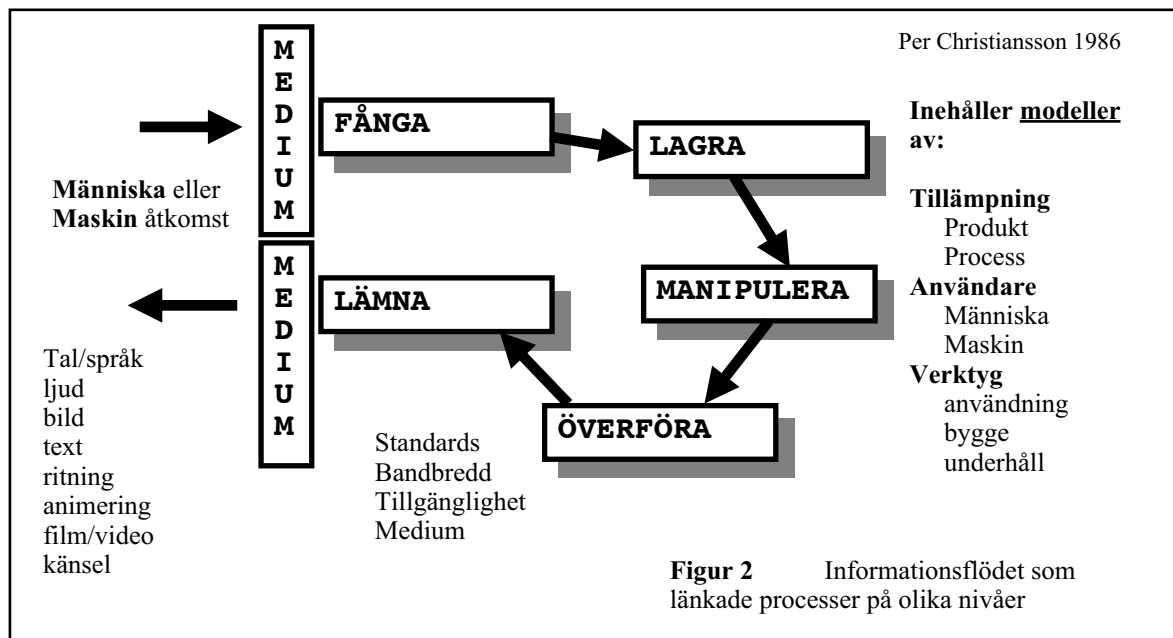 Per Christiansson 1986
MEDIUM
FÅNGA
LAGRA
Inehåller modeller
av:
Människa eller
Maskin åtkomst
Tillämpning
Produkt
Process
MEDIUM
LÄMNA
MANIPULERA
Användare
Människa
Maskin
Verktyg
användning
bygge
underhåll
Tal/språk
ljud
bild
text
ritning
animering
film/video
känsel
ÖVERFÖRA
Standards
Bandbredd
Tillgänglighet
Medium
Figur 2 Informationsflödet som
länkade processer på olika nivåer